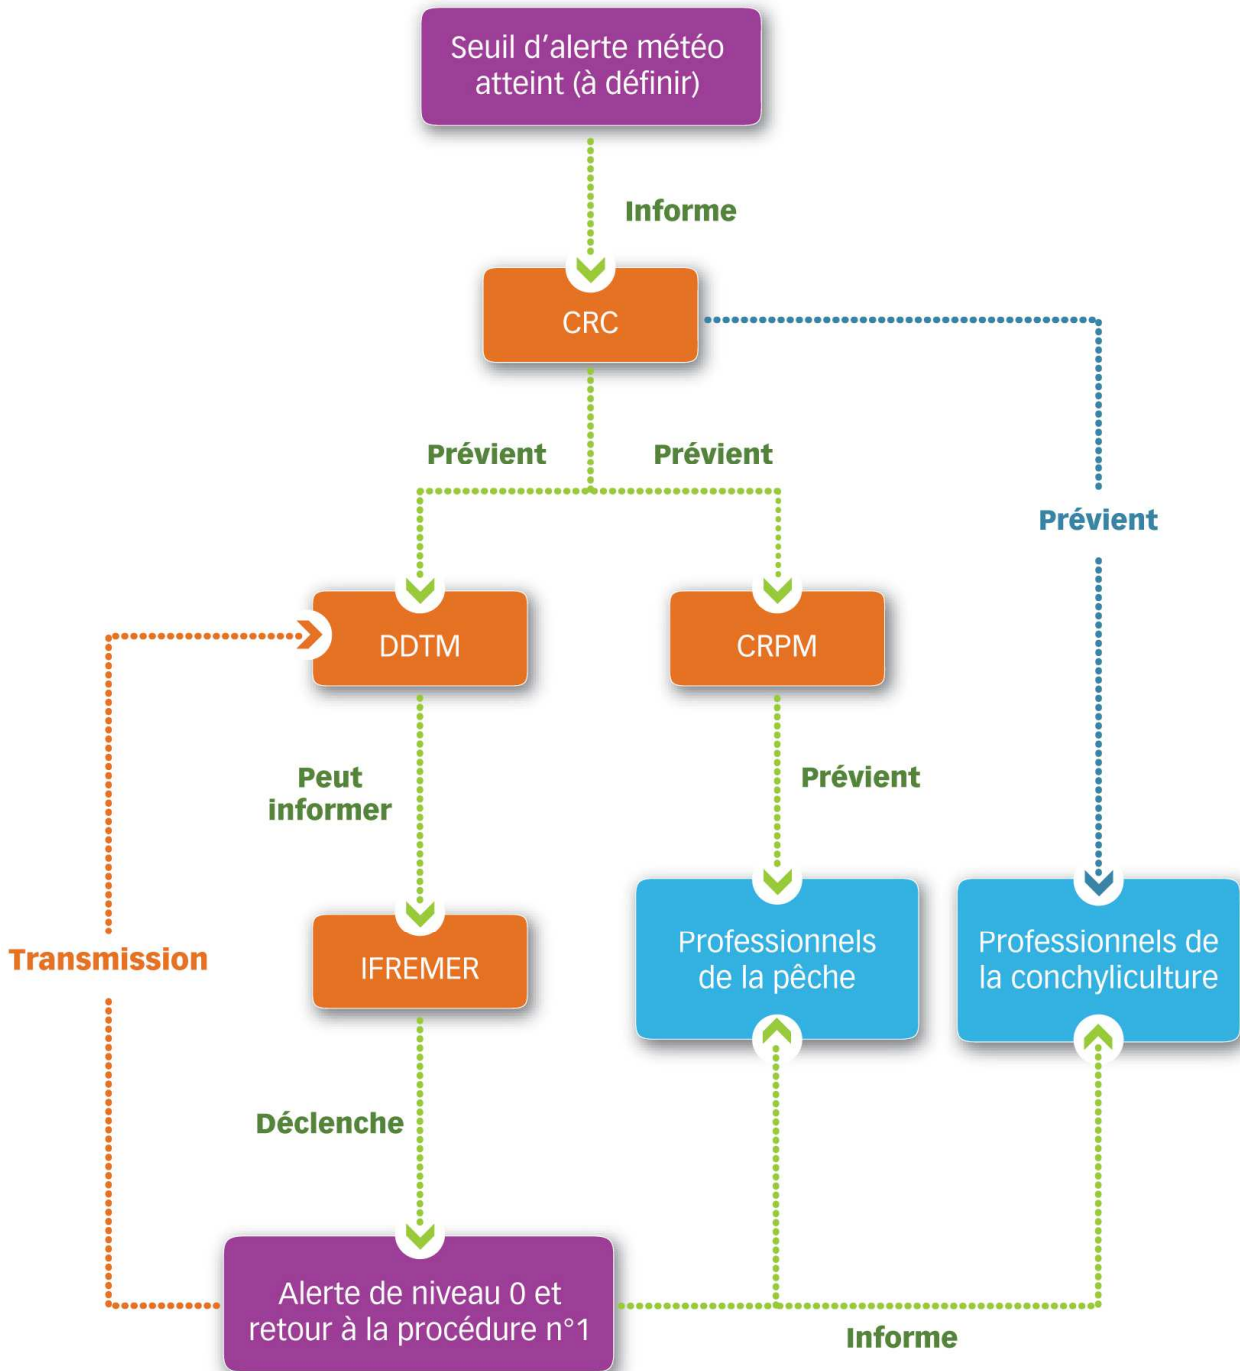 Seuil d'alerte météo
atteint (à définir)
Informe
CRC
Prévient
Prévient
Prévient
DDTM
CRPM
Peut
informer
Prévient
Transmission
IFREMER
Professionnels
de la pêche
Professionnels de
la conchyliculture
Déclenche
Alerte de niveau 0 et
retour à la procédure n°1
Informe